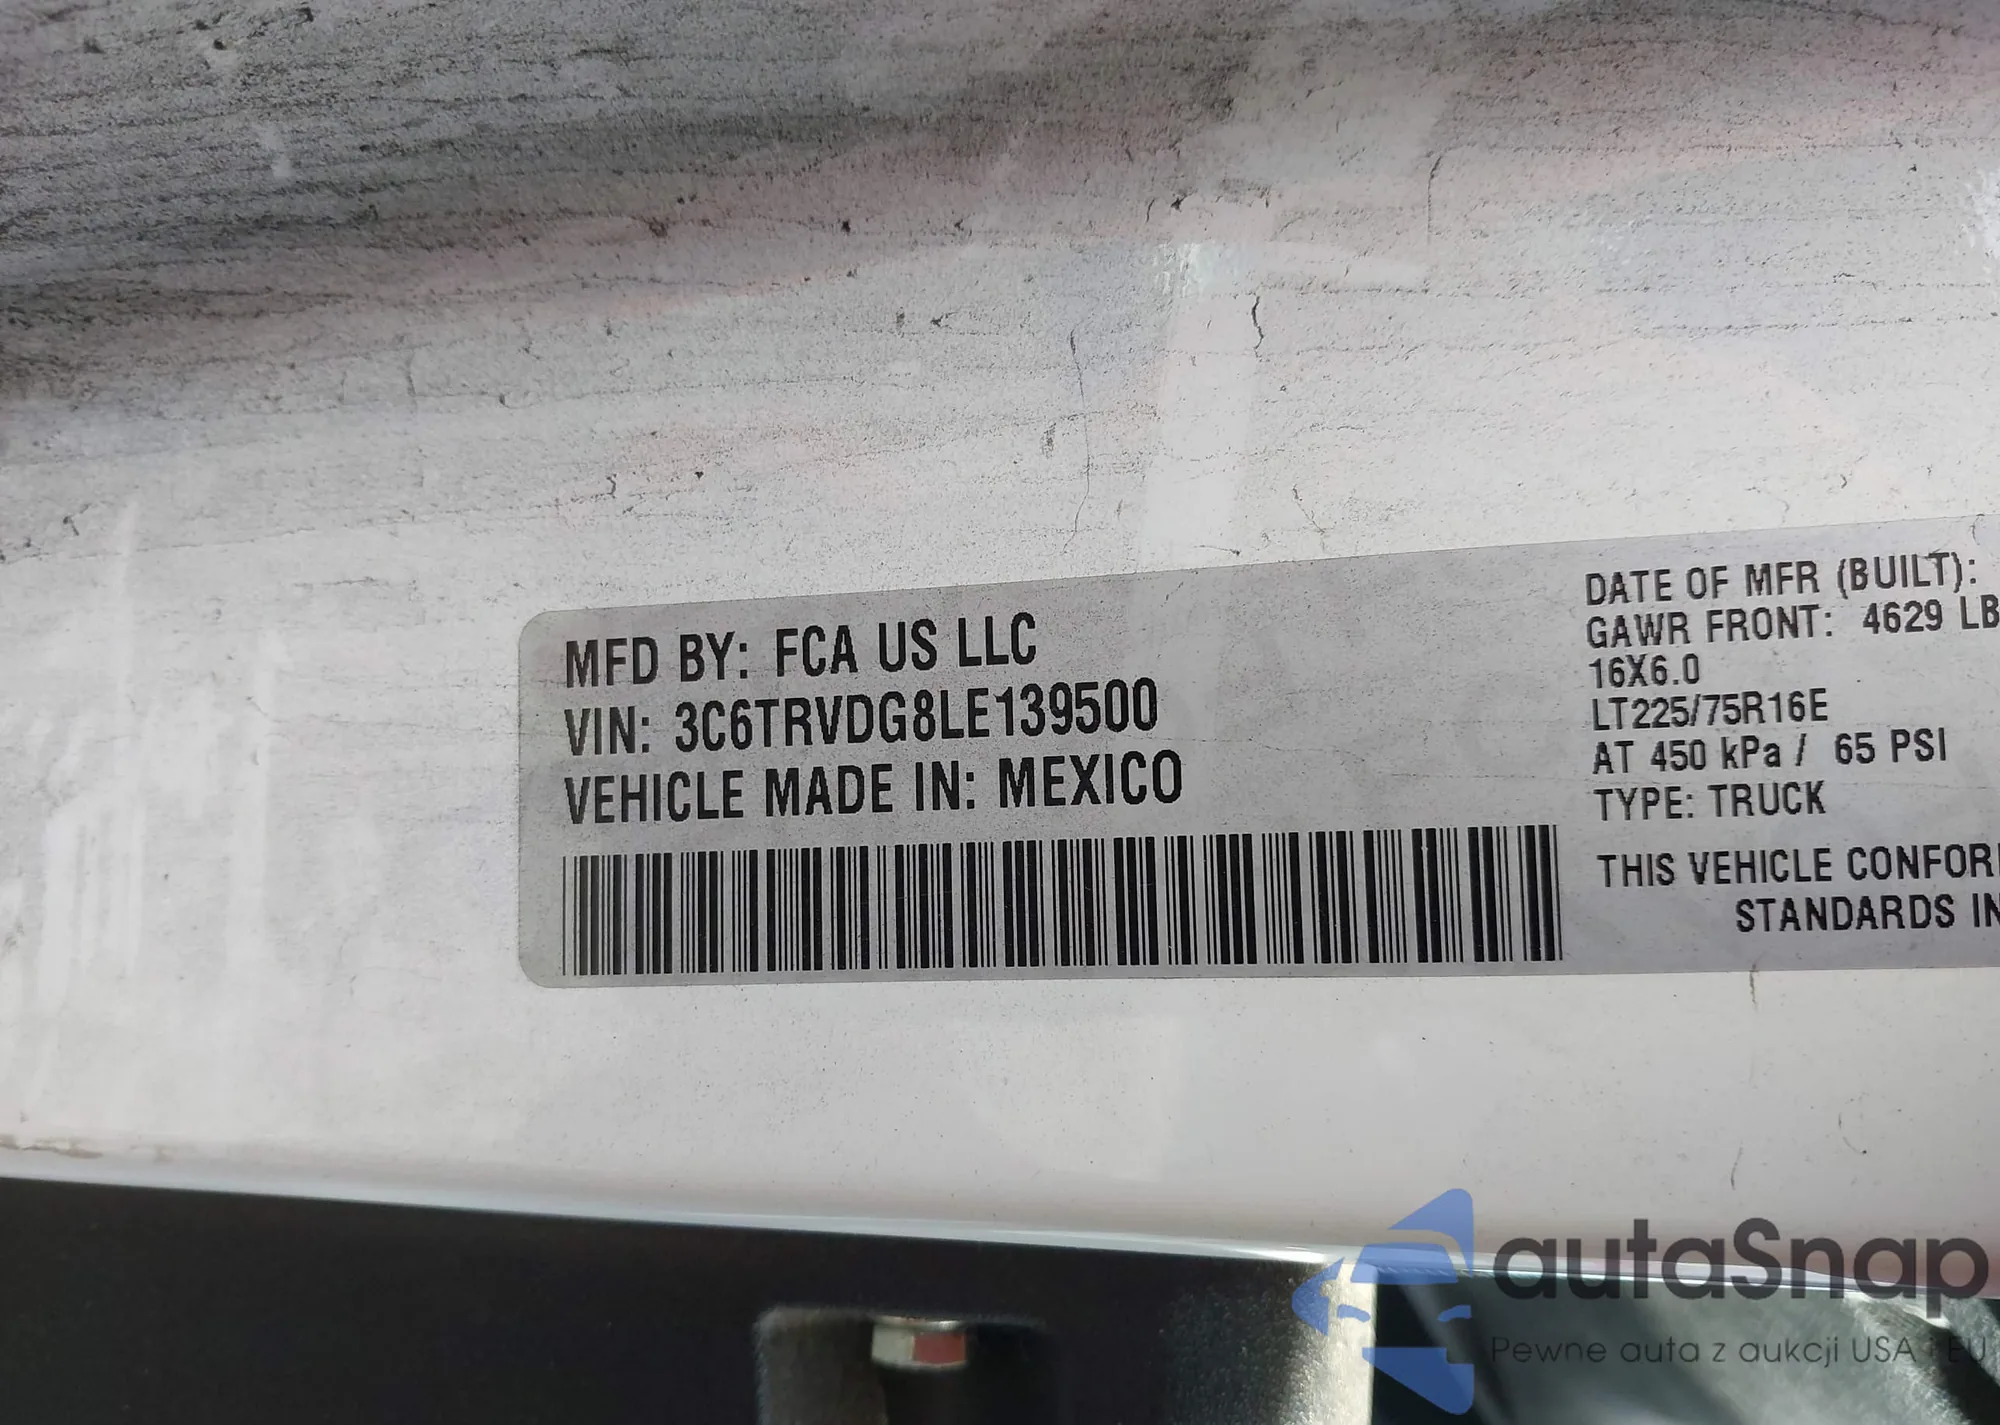 MFD BY: FCA US LLC
VIN: 3C6TRVDG8LE139500
VEHICLE MADE IN: MEXICO
DATE OF MFR (BUILT):
GAWR FRONT: 4629 LB
16X6.0
LT225/75R16E
AT 450 kPa / 65 PSI
TYPE: TRUCK
THIS VEHICLE CONFOR
STANDARDS IN
autaSnap
Pewne auta z aukcji USA i EU